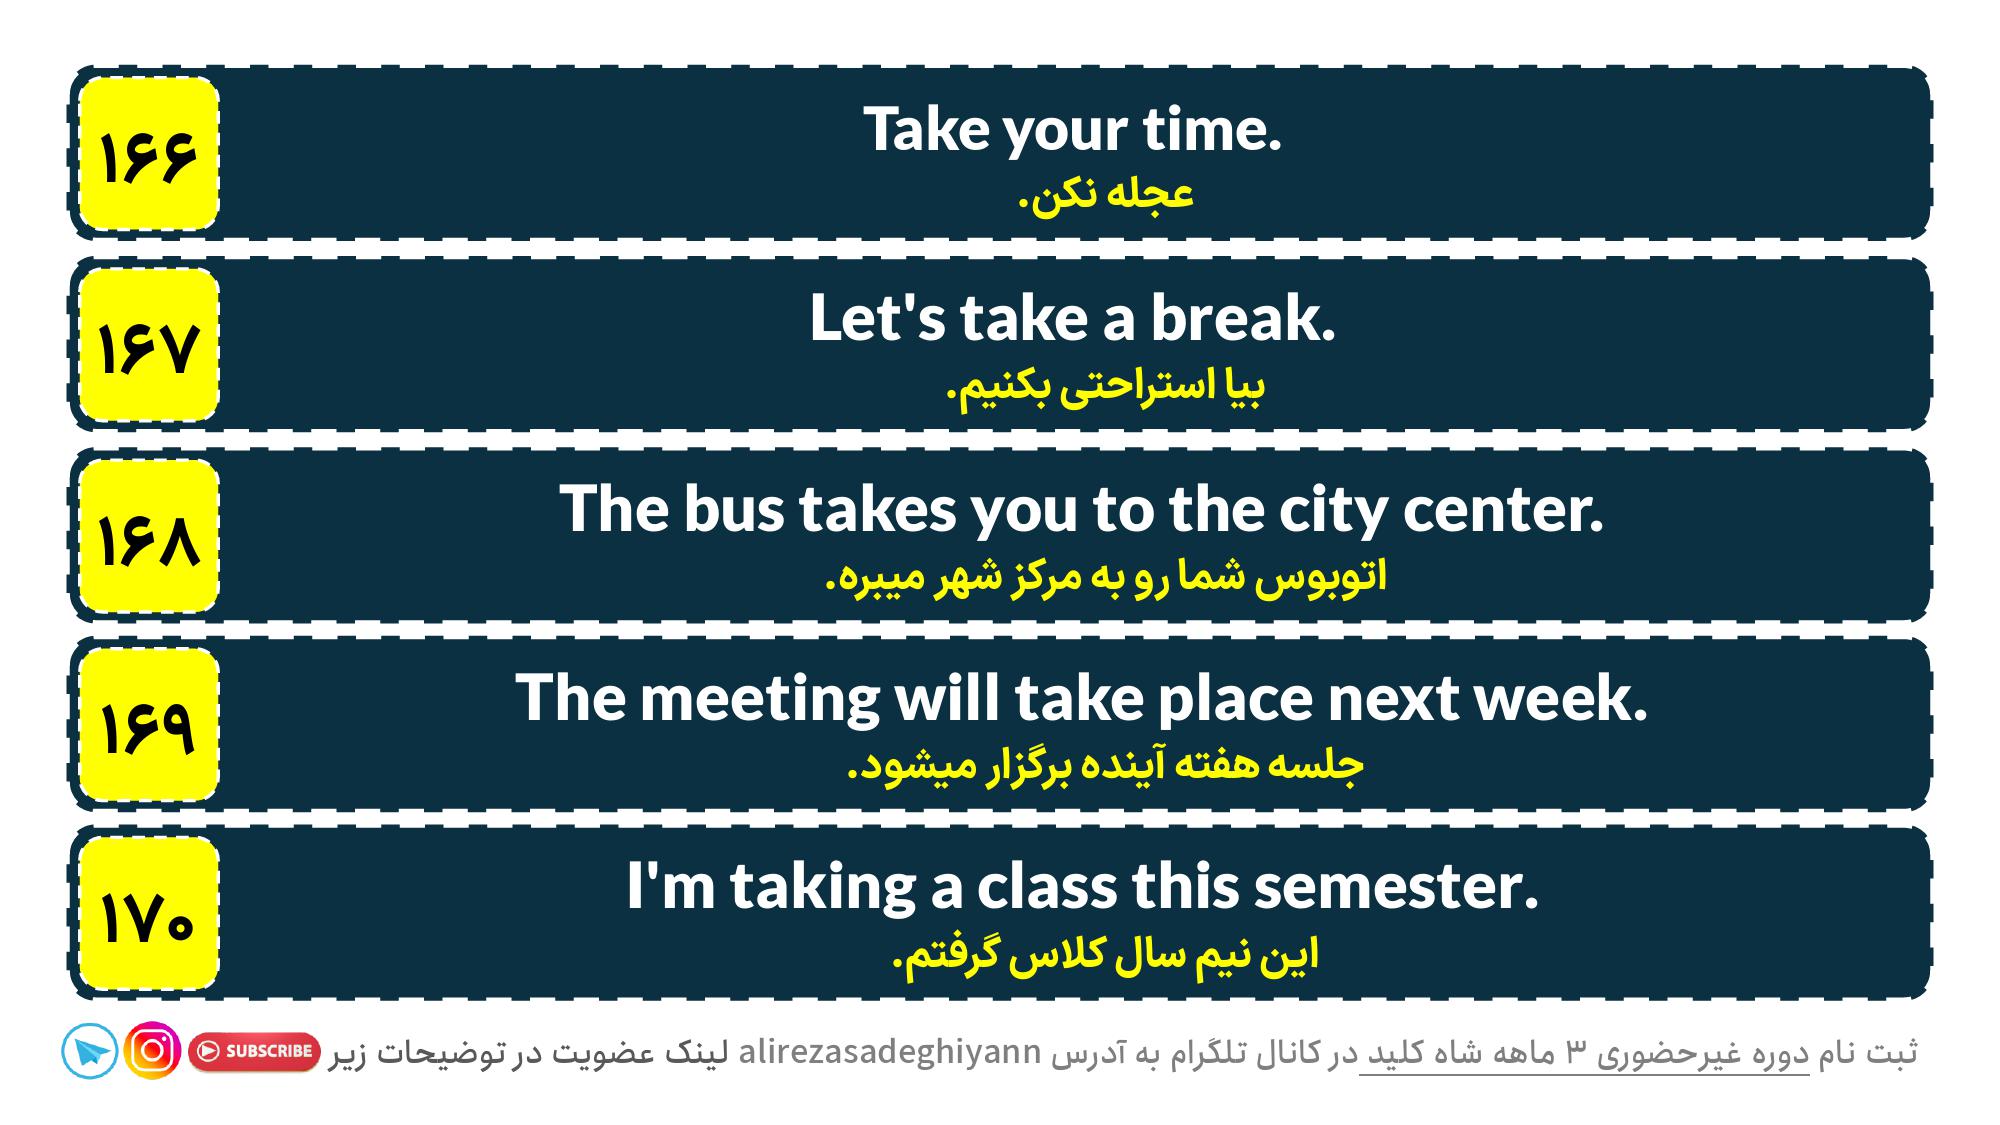 ۱۶۶
Take your time.
عجله نکن.
۱۶۷
Let's take a break.
بیا استراحتی بکنیم.
۱۶۸
The bus takes you to the city center.
اتوبوس شما رو به مرکز شهر میبره.
۱۶۹
The meeting will take place next week.
جلسه هفته آینده برگزار میشود.
۱۷۰
I'm taking a class this semester.
این نیم سال کلاس گرفتم.
ثبت نام دوره غیرحضوری ۳ ماهه شاه کلید در کانال تلگرام به آدرس alirezasadeghiyann لینک عضویت در توضیحات زیر SUBSCRIBE